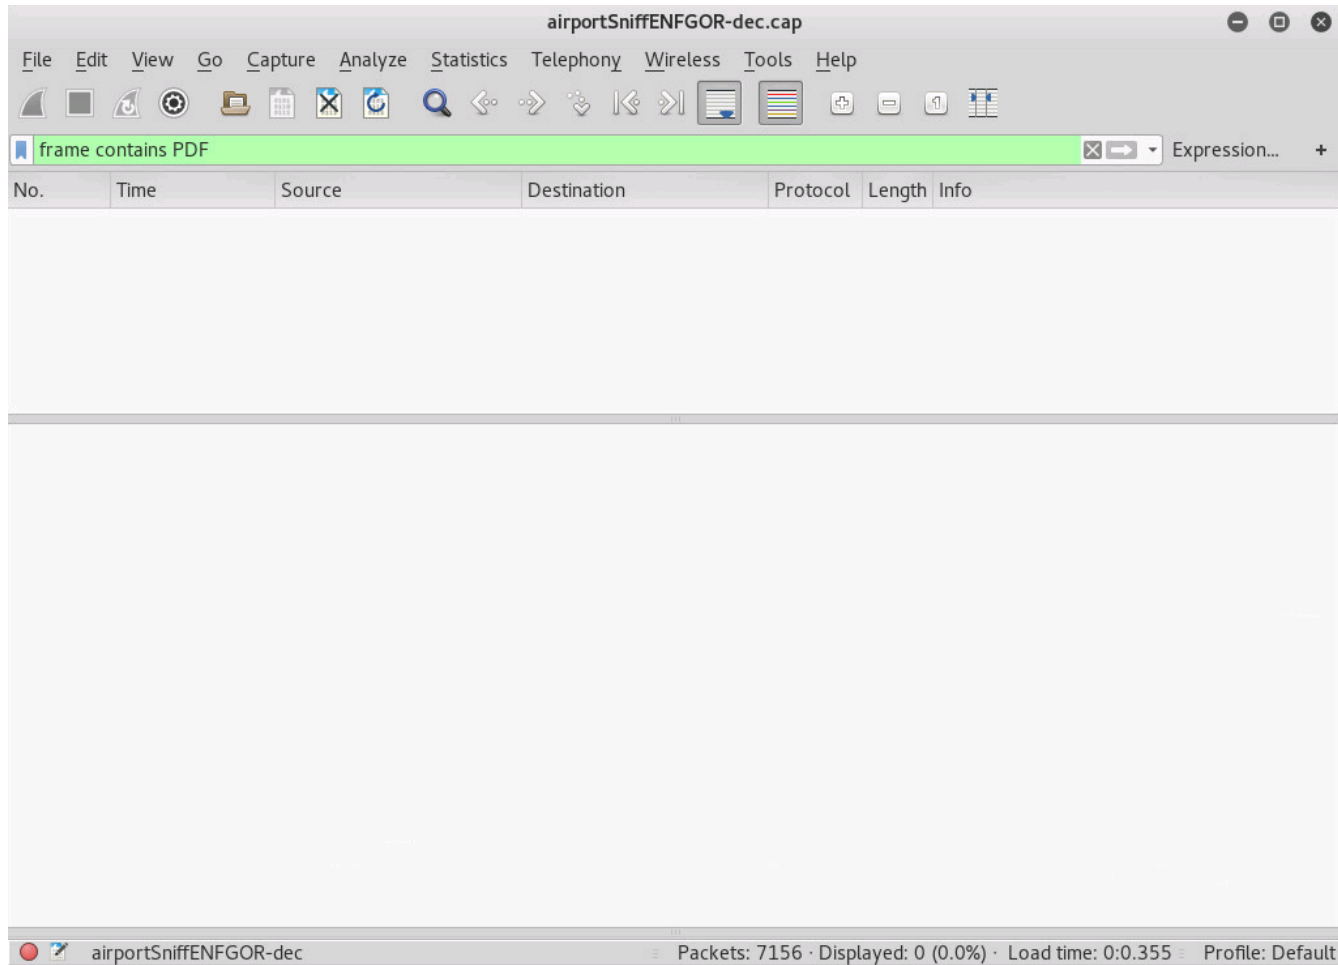 airportSniffENFGOR-dec.cap
File Edit View Go Capture Analyze Statistics Telephony Wireless Tools Help
frame contains PDF Expression... +
No. Time Source Destination Protocol Length Info
airportSniffENFGOR-dec Packets: 7156 · Displayed: 0 (0.0%) · Load time: 0:0.355 Profile: Default